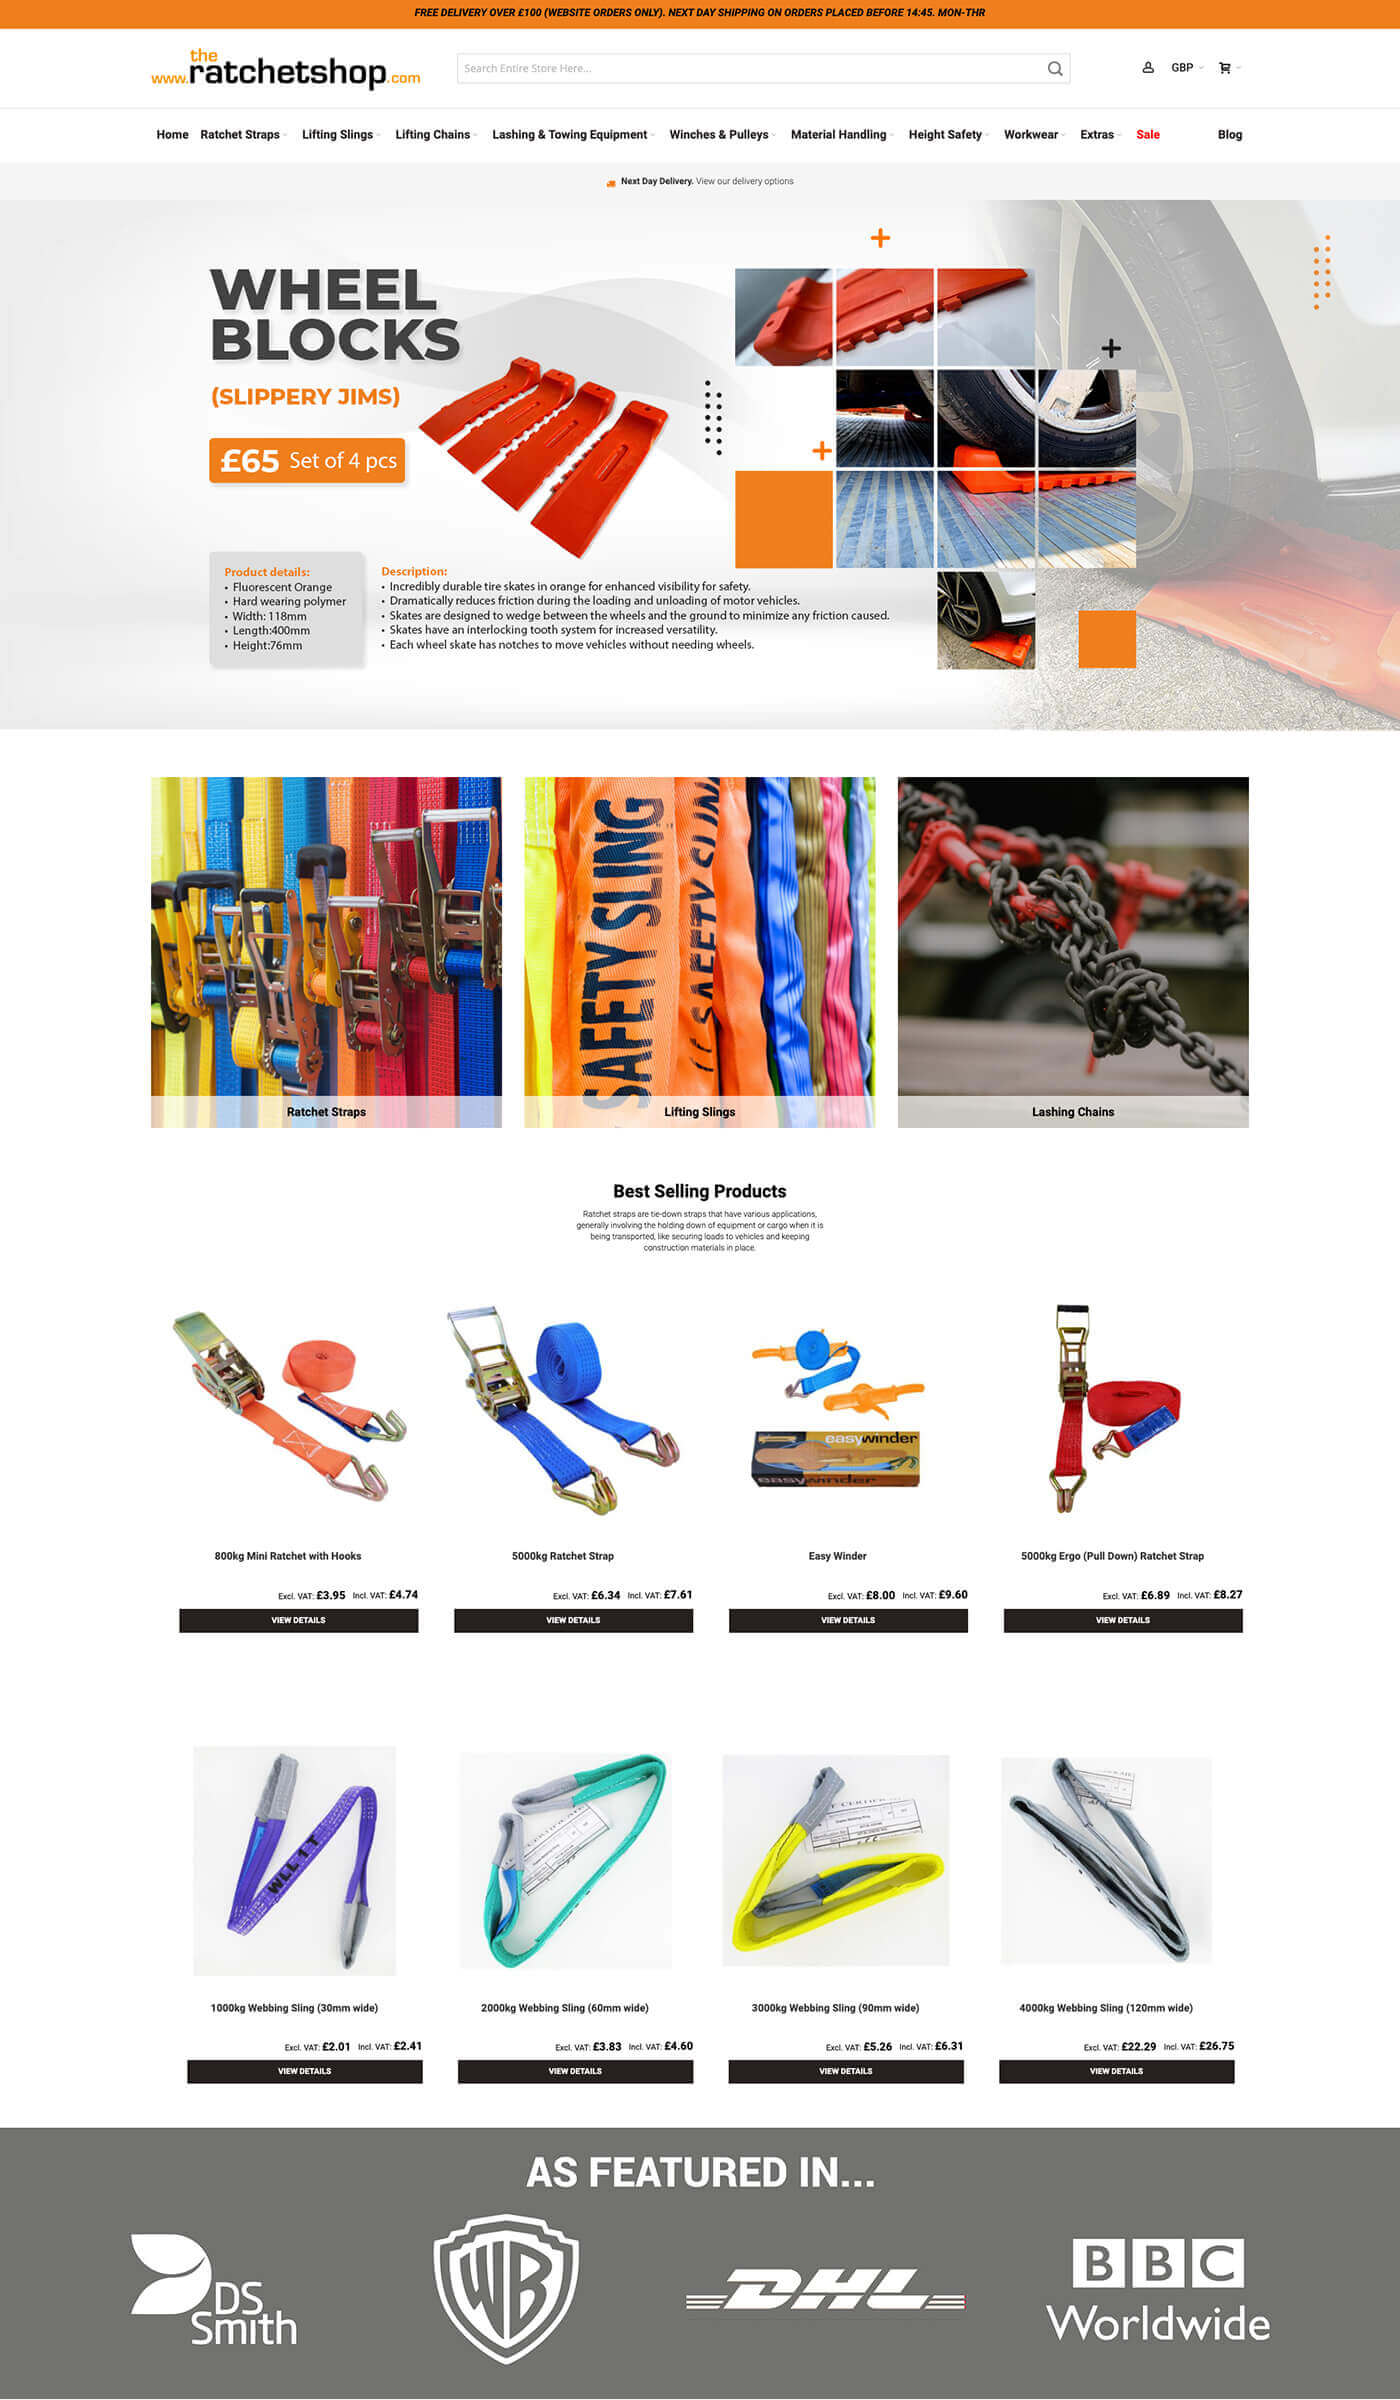 FREE DELIVERY OVER £100 (WEBSITE ORDERS ONLY). NEXT DAY SHIPPING ON ORDERS PLACED BEFORE 14:45. MON-THR
www.theratchetshop.com
Search Entire Store Here...
GBP
Home Ratchet Straps Lifting Slings Lifting Chains Lashing & Towing Equipment Winches & Pulleys Material Handling Height Safety Workwear Extras Sale Blog
Next Day Delivery. View our delivery options
WHEEL
BLOCKS
(SLIPPERY JIMS)
£65 Set of 4 pcs
Product details:
• Fluorescent Orange
• Hard wearing polymer
• Width: 118mm
• Length:400mm
• Height:76mm
Description:
• Incredibly durable tire skates in orange for enhanced visibility for safety.
• Dramatically reduces friction during the loading and unloading of motor vehicles.
• Skates are designed to wedge between the wheels and the ground to minimize any friction caused.
• Skates have an interlocking tooth system for increased versatility.
• Each wheel skate has notches to move vehicles without needing wheels.
SAFETY SLING
SAFETY SLIN
Ratchet Straps
Lifting Slings
Lashing Chains
Best Selling Products
Ratchet straps are tie-down straps that have various applications,
generally involving the holding down of equipment or cargo when it is
being transported, like securing loads to vehicles and keeping
construction materials in place.
easywinder
easywinder
800kg Mini Ratchet with Hooks
Excl. VAT: £3.95 Incl. VAT: £4.74
VIEW DETAILS
5000kg Ratchet Strap
Excl. VAT: £6.34 Incl. VAT: £7.61
VIEW DETAILS
Easy Winder
Excl. VAT: £8.00 Incl. VAT: £9.60
VIEW DETAILS
5000kg Ergo (Pull Down) Ratchet Strap
Excl. VAT: £6.89 Incl. VAT: £8.27
VIEW DETAILS
WLL 1T
1000kg Webbing Sling (30mm wide)
Excl. VAT: £2.01 Incl. VAT: £2.41
VIEW DETAILS
2000kg Webbing Sling (60mm wide)
Excl. VAT: £3.83 Incl. VAT: £4.60
VIEW DETAILS
3000kg Webbing Sling (90mm wide)
Excl. VAT: £5.26 Incl. VAT: £6.31
VIEW DETAILS
4000kg Webbing Sling (120mm wide)
Excl. VAT: £22.29 Incl. VAT: £26.75
VIEW DETAILS
AS FEATURED IN...
DS
Smith
WB
DHL
BBC
Worldwide